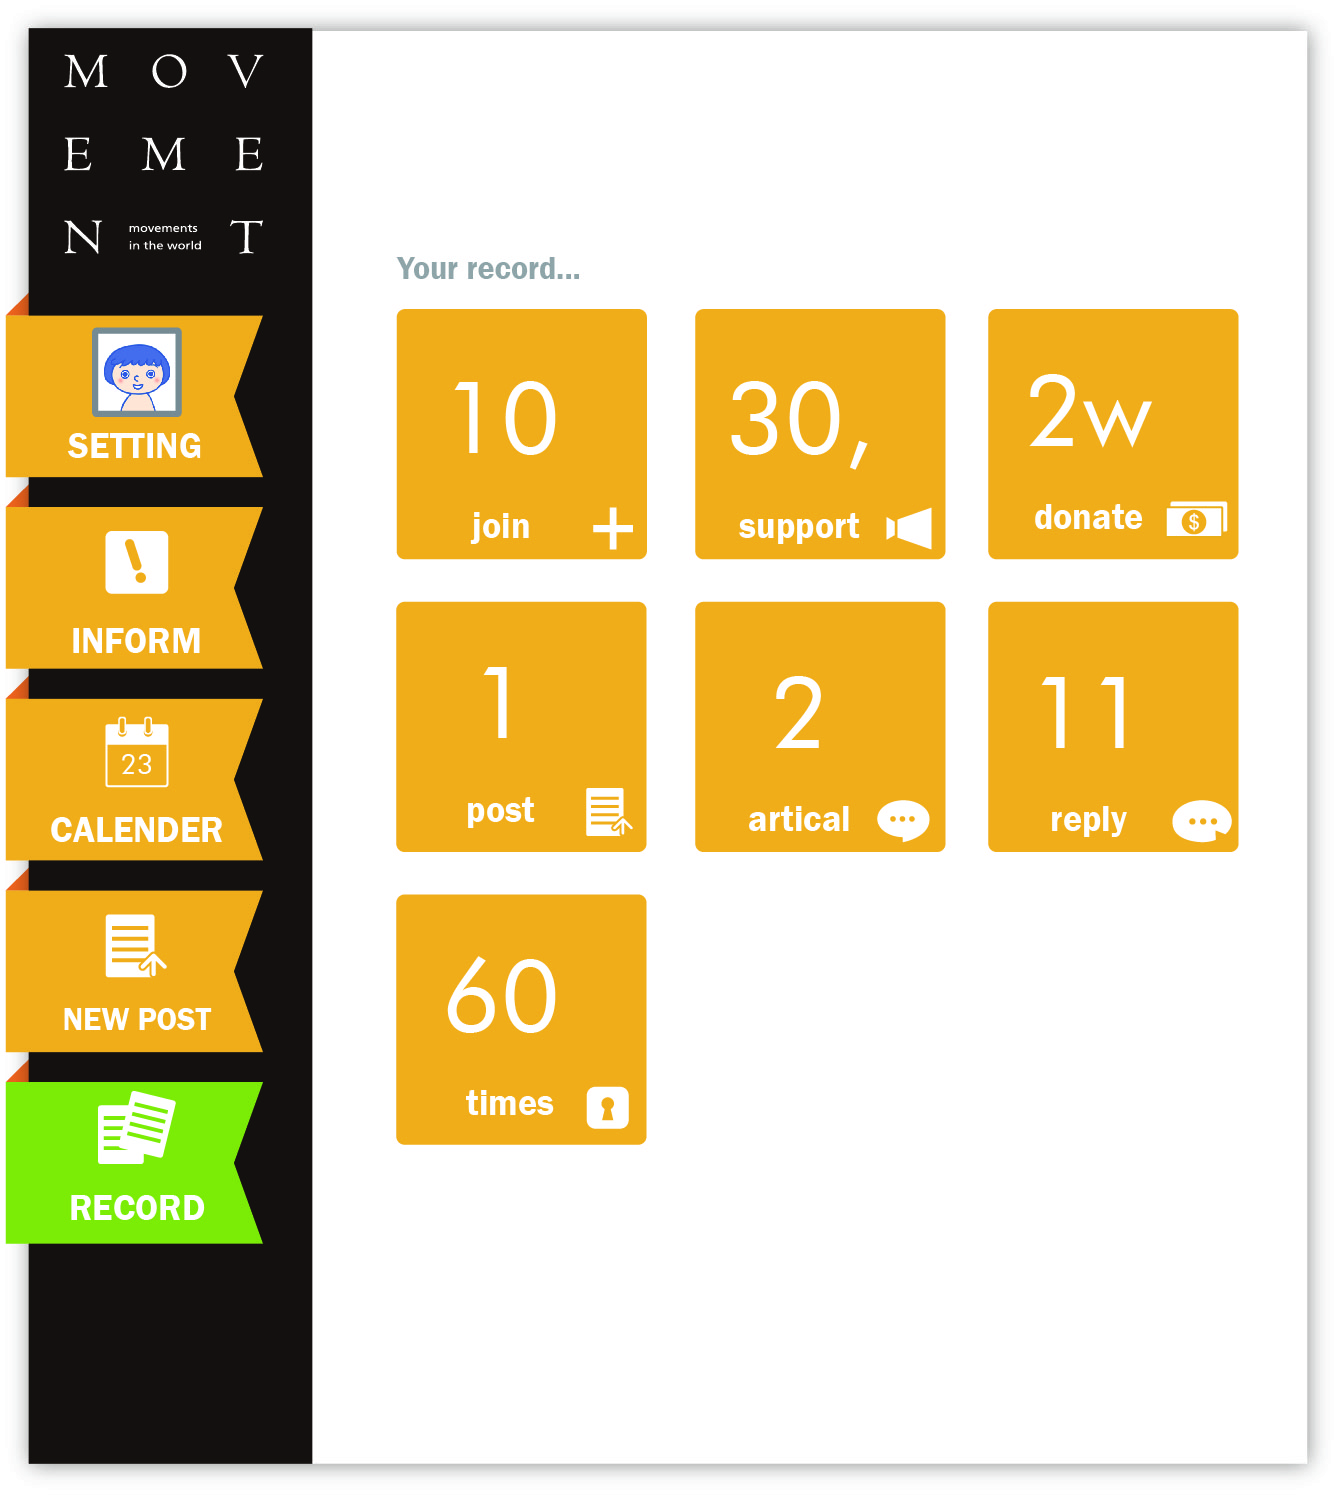 M O V
E M E
N movements in the world T
SETTING
INFORM
23
CALENDER
NEW POST
RECORD
Your record...
10
join
30,
support
2w
donate
$
1
post
2
artical
11
reply
60
times